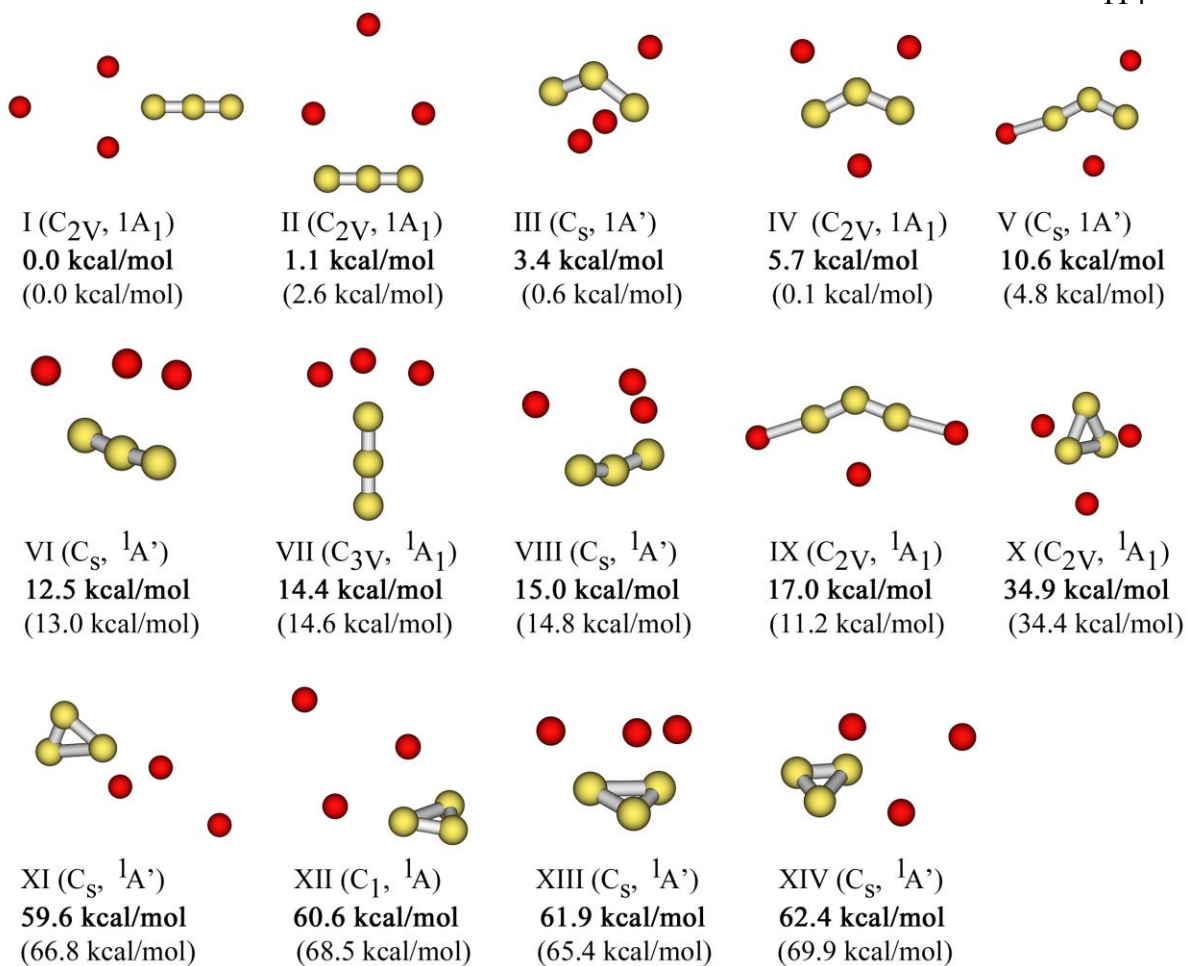 I (C2V, 1A1) II (C2V, 1A1) III (Cs, 1A’) IV (C2V, 1A1) V (Cs, 1A’)
0.0 kcal/mol 1.1 kcal/mol 3.4 kcal/mol 5.7 kcal/mol 10.6 kcal/mol
(0.0 kcal/mol) (2.6 kcal/mol) (0.6 kcal/mol) (0.1 kcal/mol) (4.8 kcal/mol)
VI (Cs, 1A’) VII (C3V, 1A1) VIII (Cs, 1A’) IX (C2V, 1A1) X (C2V, 1A1)
12.5 kcal/mol 14.4 kcal/mol 15.0 kcal/mol 17.0 kcal/mol 34.9 kcal/mol
(13.0 kcal/mol) (14.6 kcal/mol) (14.8 kcal/mol) (11.2 kcal/mol) (34.4 kcal/mol)
XI (Cs, 1A’) XII (C1, 1A) XIII (Cs, 1A’) XIV (Cs, 1A’)
59.6 kcal/mol 60.6 kcal/mol 61.9 kcal/mol 62.4 kcal/mol
(66.8 kcal/mol) (68.5 kcal/mol) (65.4 kcal/mol) (69.9 kcal/mol)